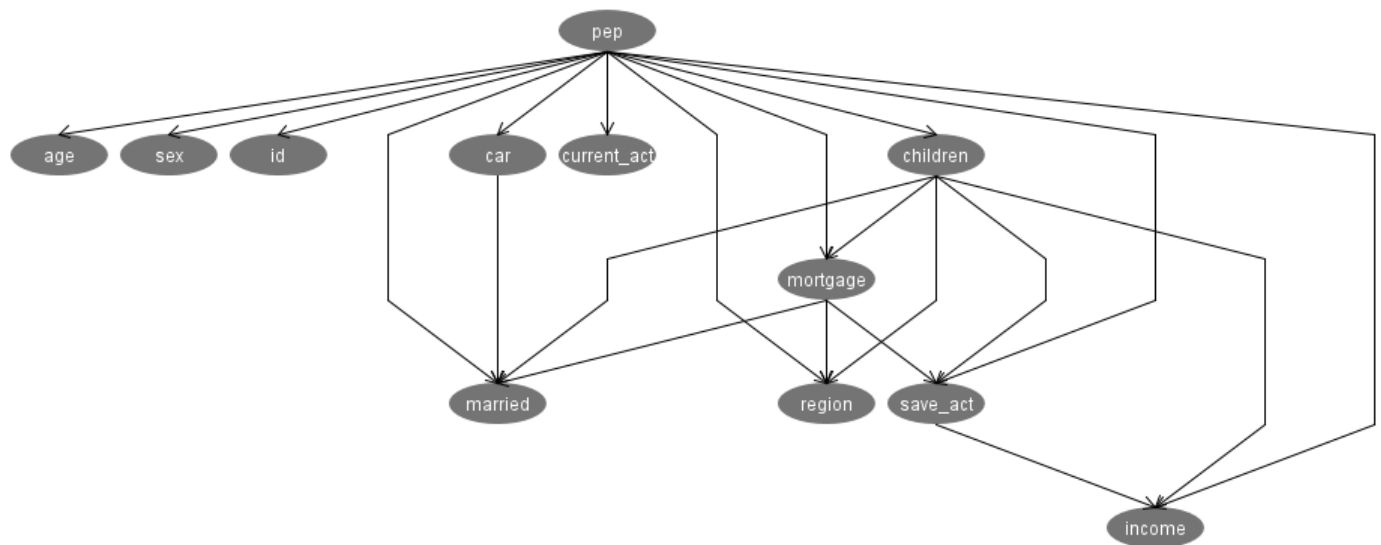 pep
age
sex
id
car
current_act
children
mortgage
married
region
save_act
income